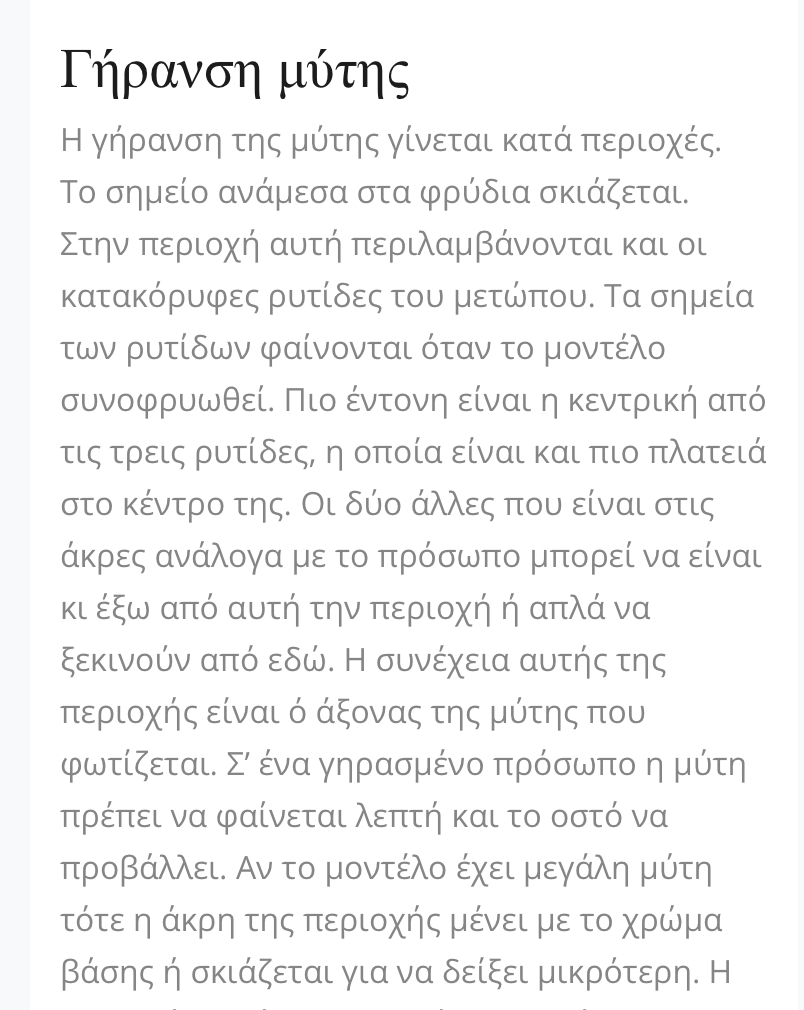 Γήρανση μύτης
Η γήρανση της μύτης γίνεται κατά περιοχές.
Το σημείο ανάμεσα στα φρύδια σκιάζεται.
Στην περιοχή αυτή περιλαμβάνονται και οι
κατακόρυφες ρυτίδες του μετώπου. Τα σημεία
των ρυτίδων φαίνονται όταν το μοντέλο
συνοφρυωθεί. Πιο έντονη είναι η κεντρική από
τις τρεις ρυτίδες, η οποία είναι και πιο πλατειά
στο κέντρο της. Οι δύο άλλες που είναι στις
άκρες ανάλογα με το πρόσωπο μπορεί να είναι
κι έξω από αυτή την περιοχή ή απλά να
ξεκινούν από εδώ. Η συνέχεια αυτής της
περιοχής είναι ό άξονας της μύτης που
φωτίζεται. Σ’ ένα γηρασμένο πρόσωπο η μύτη
πρέπει να φαίνεται λεπτή και το οστό να
προβάλλει. Αν το μοντέλο έχει μεγάλη μύτη
τότε η άκρη της περιοχής μένει με το χρώμα
βάσης ή σκιάζεται για να δείξει μικρότερη. Η